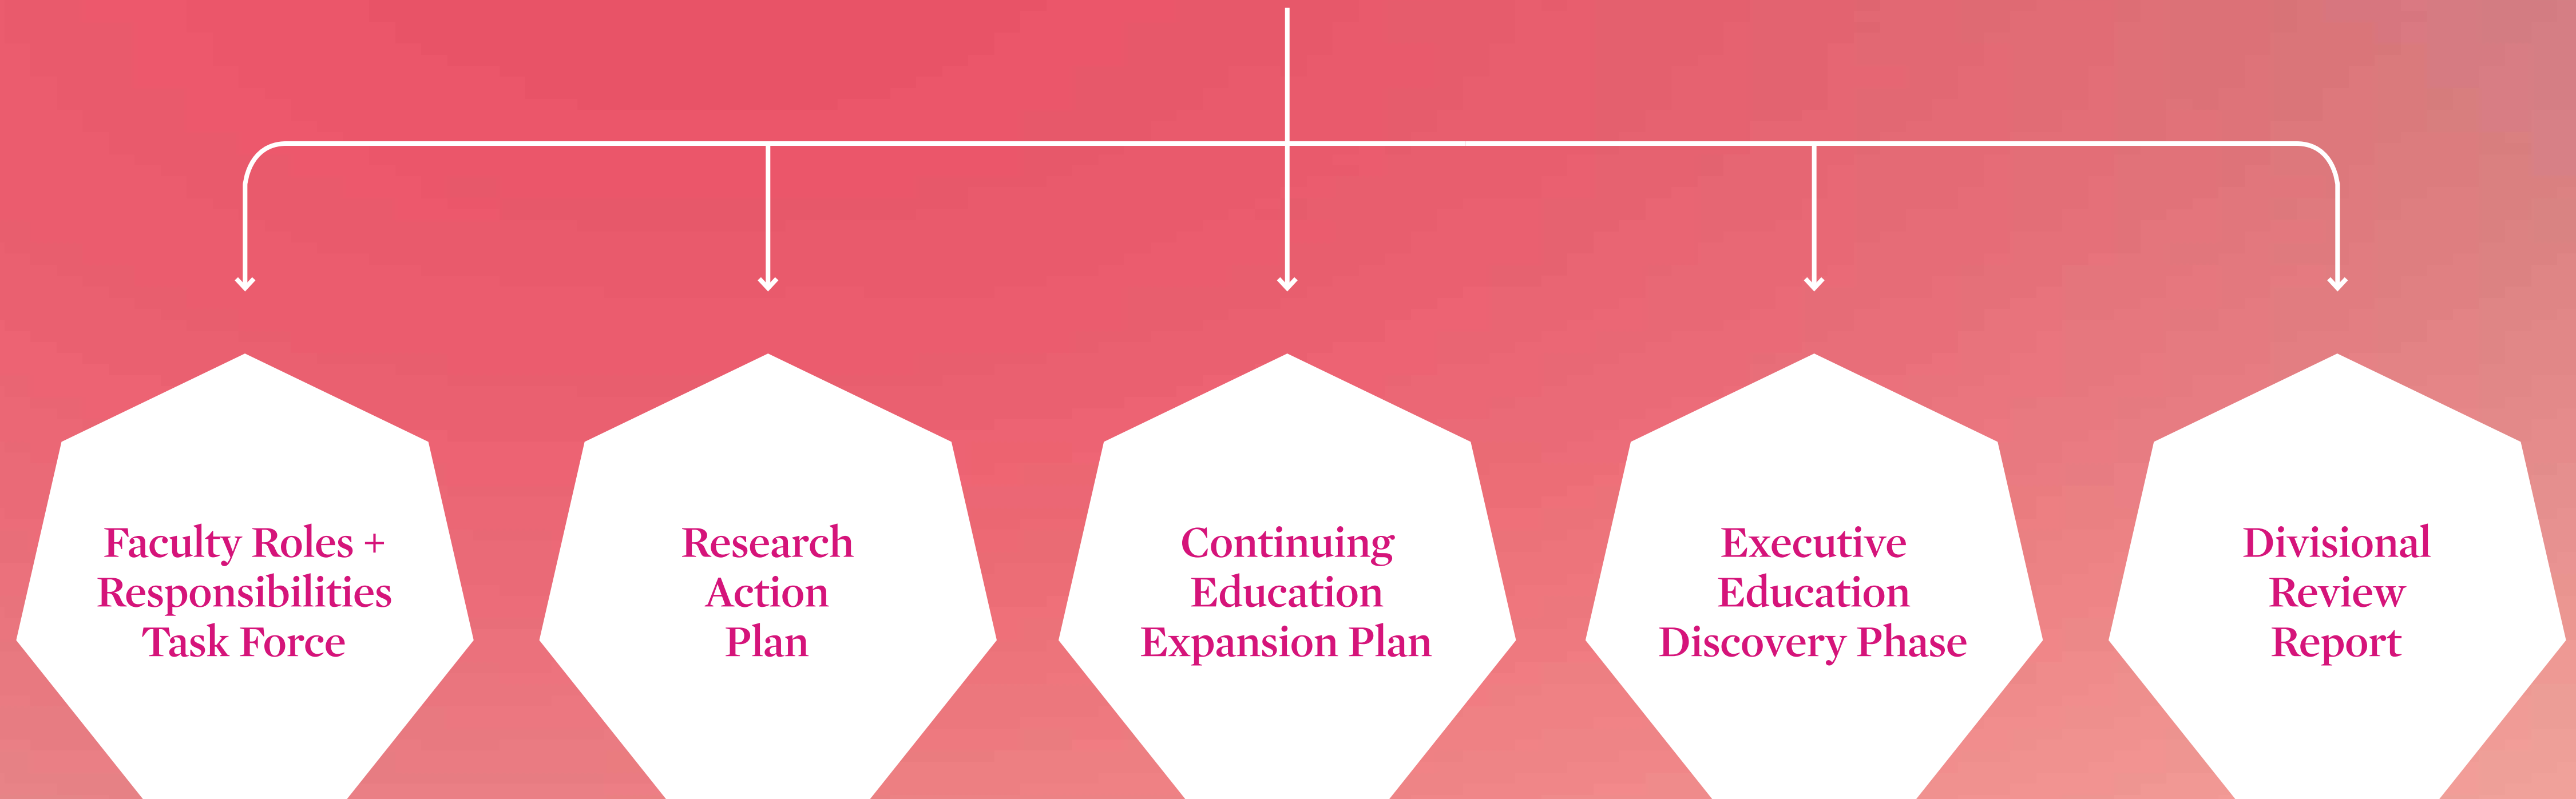 Faculty Roles +
Responsibilities
Task Force
Research
Action
Plan
Continuing
Education
Expansion Plan
Executive
Education
Discovery Phase
Divisional
Review
Report